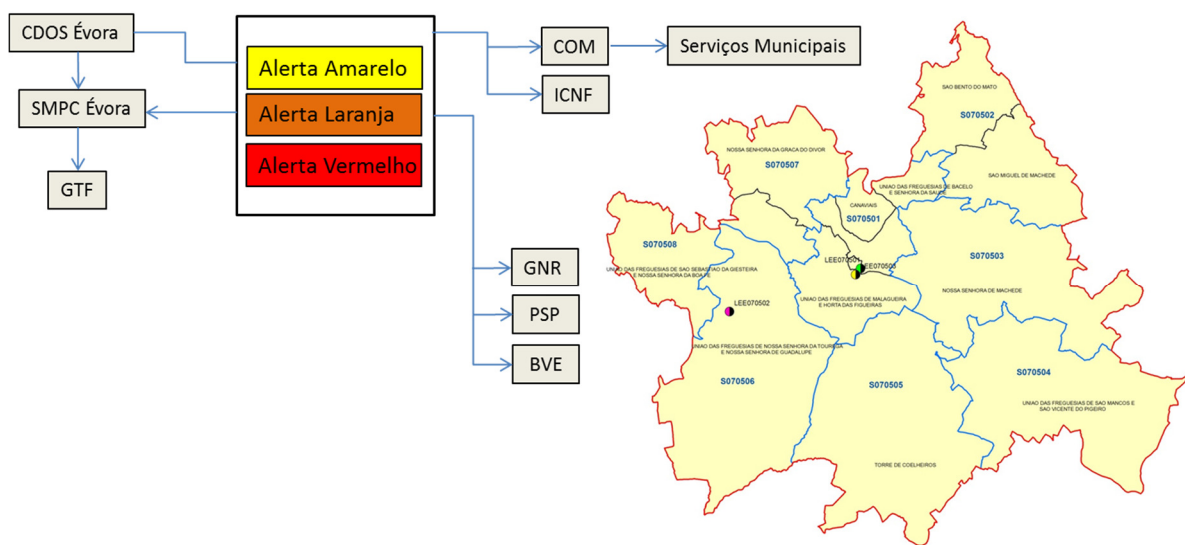 CDOS Évora
SMPC Évora
GTF
Alerta Amarelo
Alerta Laranja
Alerta Vermelho
COM
Serviços Municipais
ICNF
GNR
PSP
BVE
SAO BENTO DO MATO
S070502
NOSSA SENHORA DA GRACA DO DIVOR
S070507
SAO MIGUEL DE MACHEDE
UNIAO DAS FREGUESIAS DE BACELO
E SENHORA DA SAUDE
CANAVIAIS
S070501
S070508
UNIAO DAS FREGUESIAS DE SAO SEBASTIAO DA GIESTEIRA
E NOSSA SENHORA DA BOA FE
S070503
LEE070501
LEE070503
NOSSA SENHORA DE MACHEDE
UNIAO DAS FREGUESIAS DE MALAGUEIRA
E HORTA DAS FIGUEIRAS
LEE070502
UNIAO DAS FREGUESIAS DE NOSSA SENHORA DA TOUREGA
E NOSSA SENHORA DE GUADALUPE
S070506
S070505
S070504
UNIAO DAS FREGUESIAS DE SAO MANCOS E
SAO VICENTE DO PIGEIRO
TORRE DE COELHEIROS